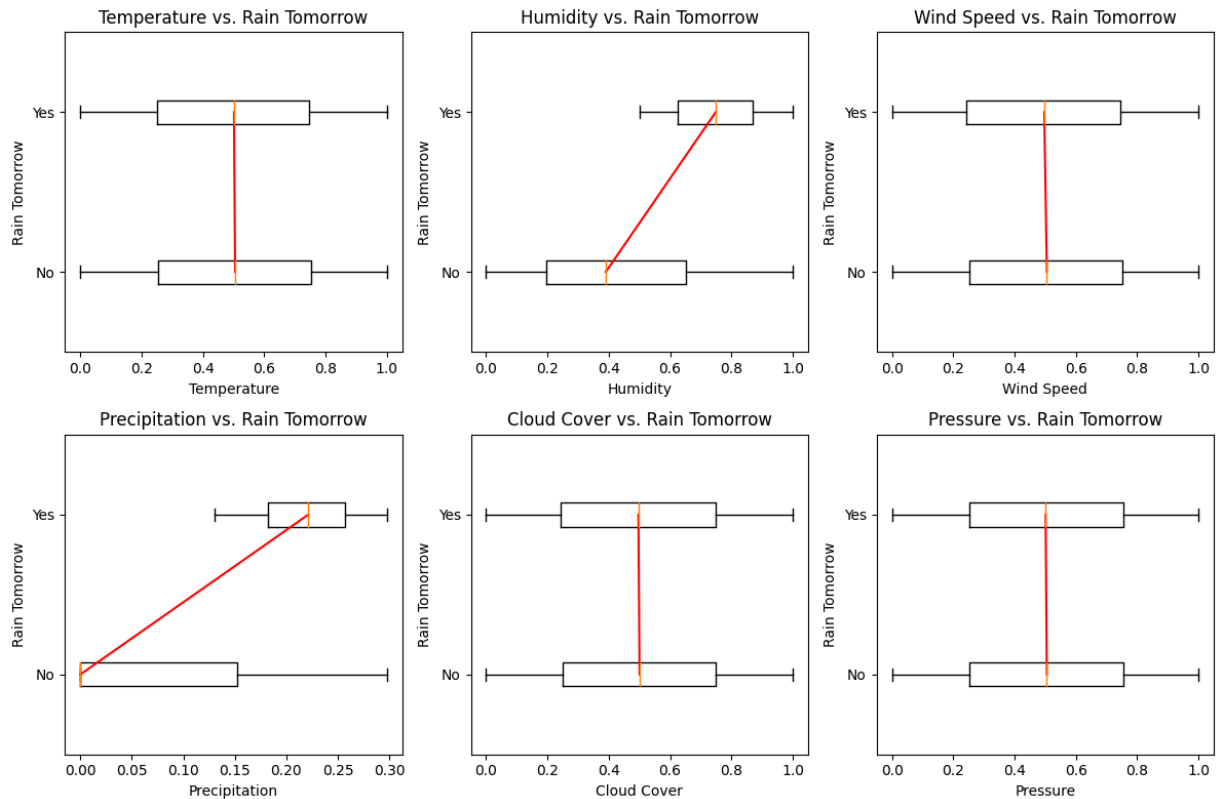 Temperature vs. Rain Tomorrow
Yes
No
Rain Tomorrow
0.0 0.2 0.4 0.6 0.8 1.0
Temperature
Humidity vs. Rain Tomorrow
Yes
No
Rain Tomorrow
0.0 0.2 0.4 0.6 0.8 1.0
Humidity
Wind Speed vs. Rain Tomorrow
Yes
No
Rain Tomorrow
0.0 0.2 0.4 0.6 0.8 1.0
Wind Speed
Precipitation vs. Rain Tomorrow
Yes
No
Rain Tomorrow
0.00 0.05 0.10 0.15 0.20 0.25 0.30
Precipitation
Cloud Cover vs. Rain Tomorrow
Yes
No
Rain Tomorrow
0.0 0.2 0.4 0.6 0.8 1.0
Cloud Cover
Pressure vs. Rain Tomorrow
Yes
No
Rain Tomorrow
0.0 0.2 0.4 0.6 0.8 1.0
Pressure